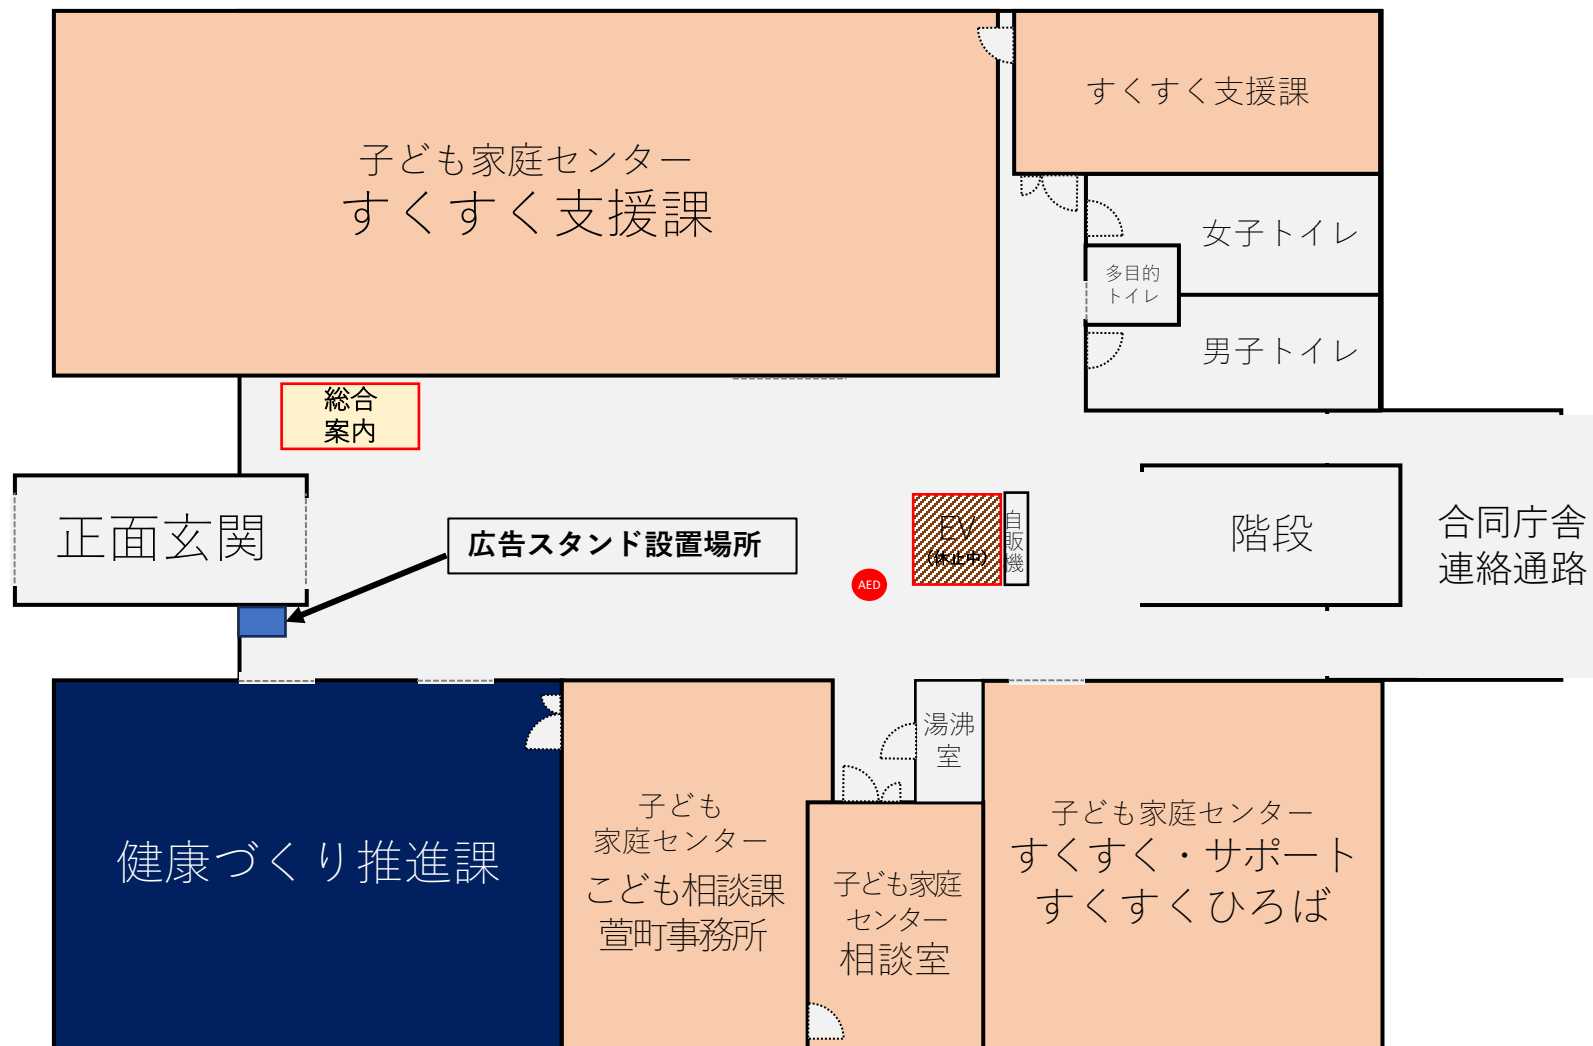 すくすく支援課
子ども家庭センター
すくすく支援課
女子トイレ
多目的
トイレ
男子トイレ
総合
案内
正面玄関
広告スタンド設置場所
EV
(休止中)
自販機
AED
階段
合同庁舎
連絡通路
湯沸
室
健康づくり推進課
子ども
家庭センター
こども相談課
萱町事務所
子ども家庭
センター
相談室
子ども家庭センター
すくすく・サポート
すくすくひろば